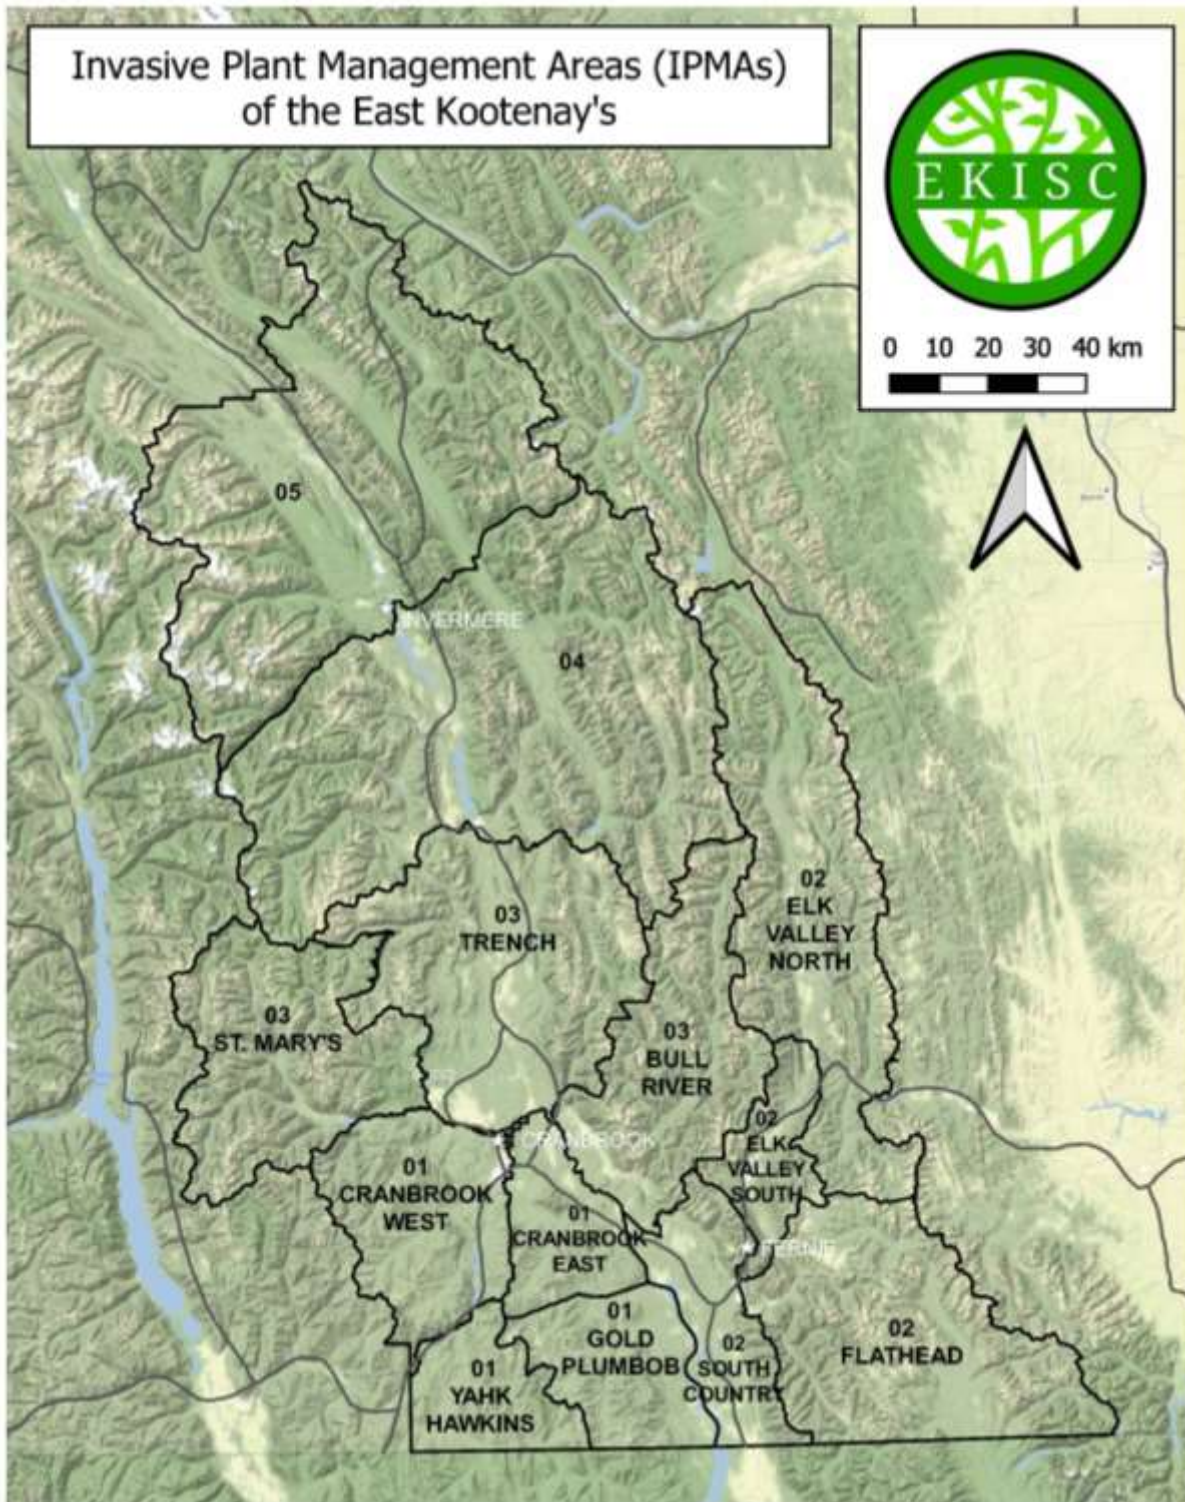 Invasive Plant Management Areas (IPMAs)
of the East Kootenay's
EKISC
0 10 20 30 40 km
05
INVERMERE
04
02
ELK
VALLEY
NORTH
03
TRENCH
03
ST. MARY'S
03
BULL
RIVER
CRANBROOK
02
ELK
VALLEY
SOUTH
01
CRANBROOK
WEST
01
CRANBROOK
EAST
FERNIE
01
GOLD
PLUMBOB
02
SOUTH
COUNTRY
02
FLATHEAD
01
YAHK
HAWKINS